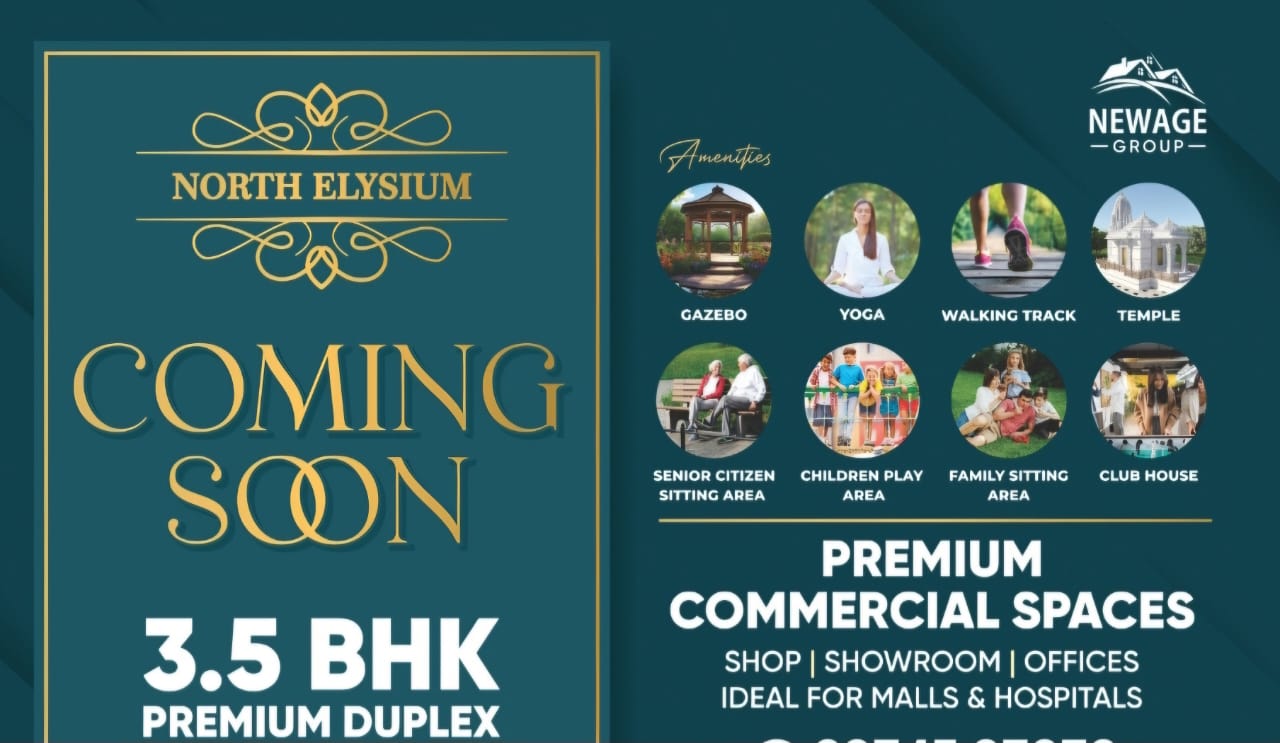 NORTH ELYSIUM
COMING
SOON
3.5 BHK
PREMIUM DUPLEX
NEWAGE
GROUP
Amenities
GAZEBO
YOGA
WALKING TRACK
TEMPLE
SENIOR CITIZEN
SITTING AREA
CHILDREN PLAY
AREA
FAMILY SITTING
AREA
CLUB HOUSE
PREMIUM
COMMERCIAL SPACES
SHOP | SHOWROOM | OFFICES
IDEAL FOR MALLS & HOSPITALS